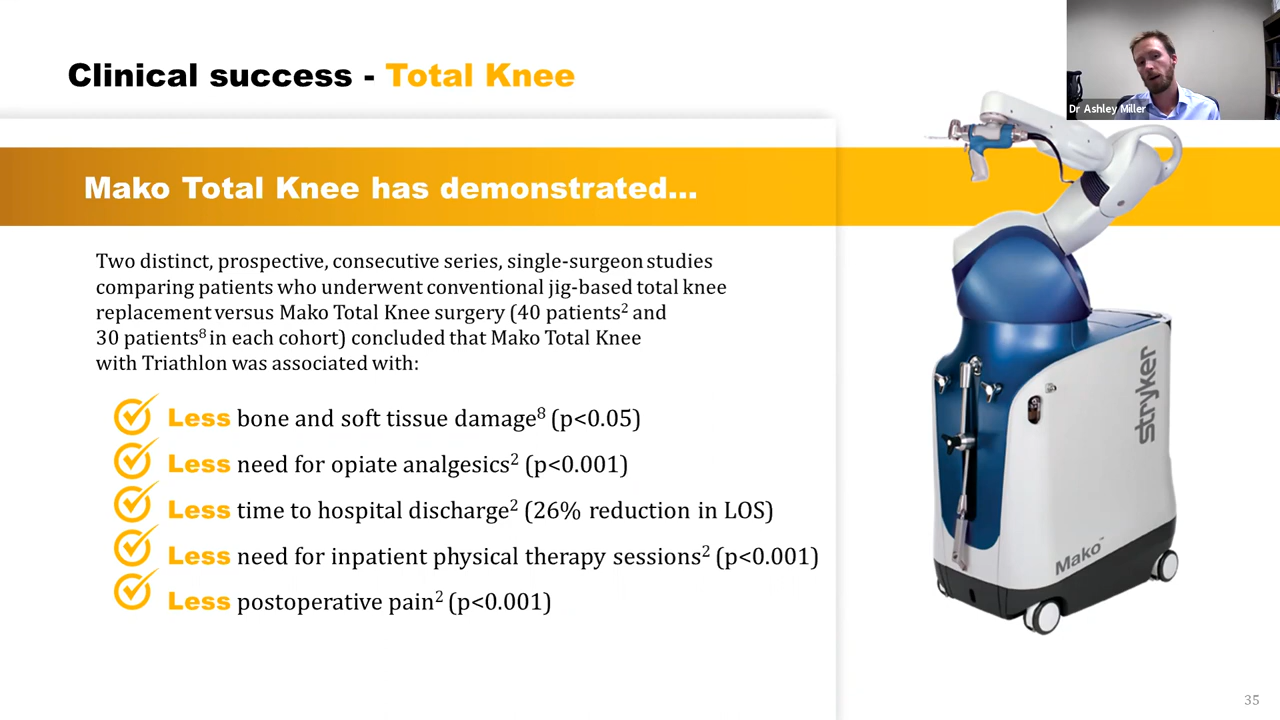 Clinical success - Total Knee
Dr Ashley Miller
Mako Total Knee has demonstrated...
Two distinct, prospective, consecutive series, single-surgeon studies
comparing patients who underwent conventional jig-based total knee
replacement versus Mako Total Knee surgery (40 patients² and
30 patients⁸ in each cohort) concluded that Mako Total Knee
with Triathlon was associated with:
Less bone and soft tissue damage⁸ (p<0.05)
Less need for opiate analgesics² (p<0.001)
Less time to hospital discharge² (26% reduction in LOS)
Less need for inpatient physical therapy sessions² (p<0.001)
Less postoperative pain² (p<0.001)
stryker
Mako™
35